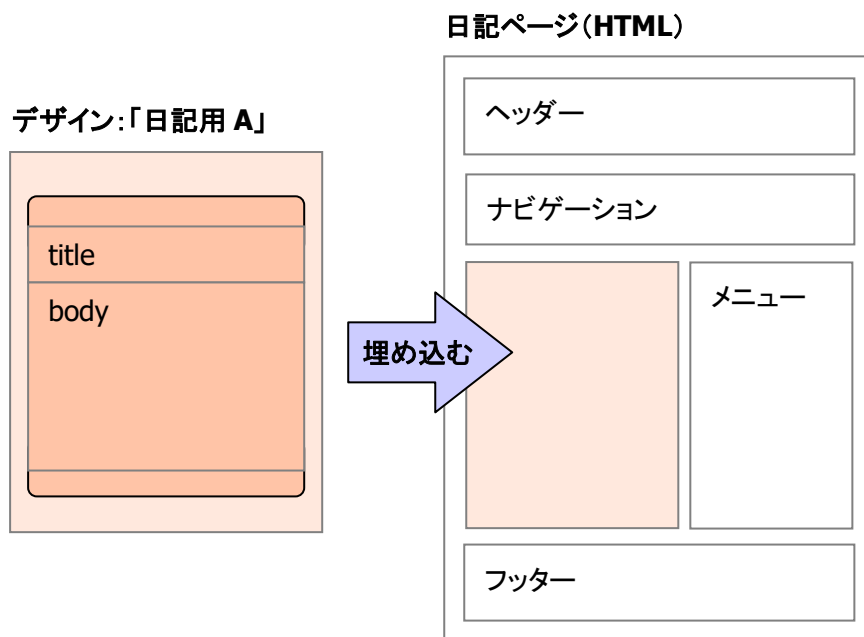 日記ページ（HTML）
デザイン：「日記用 A」
ヘッダー
ナビゲーション
title
body
埋め込む
メニュー
フッター